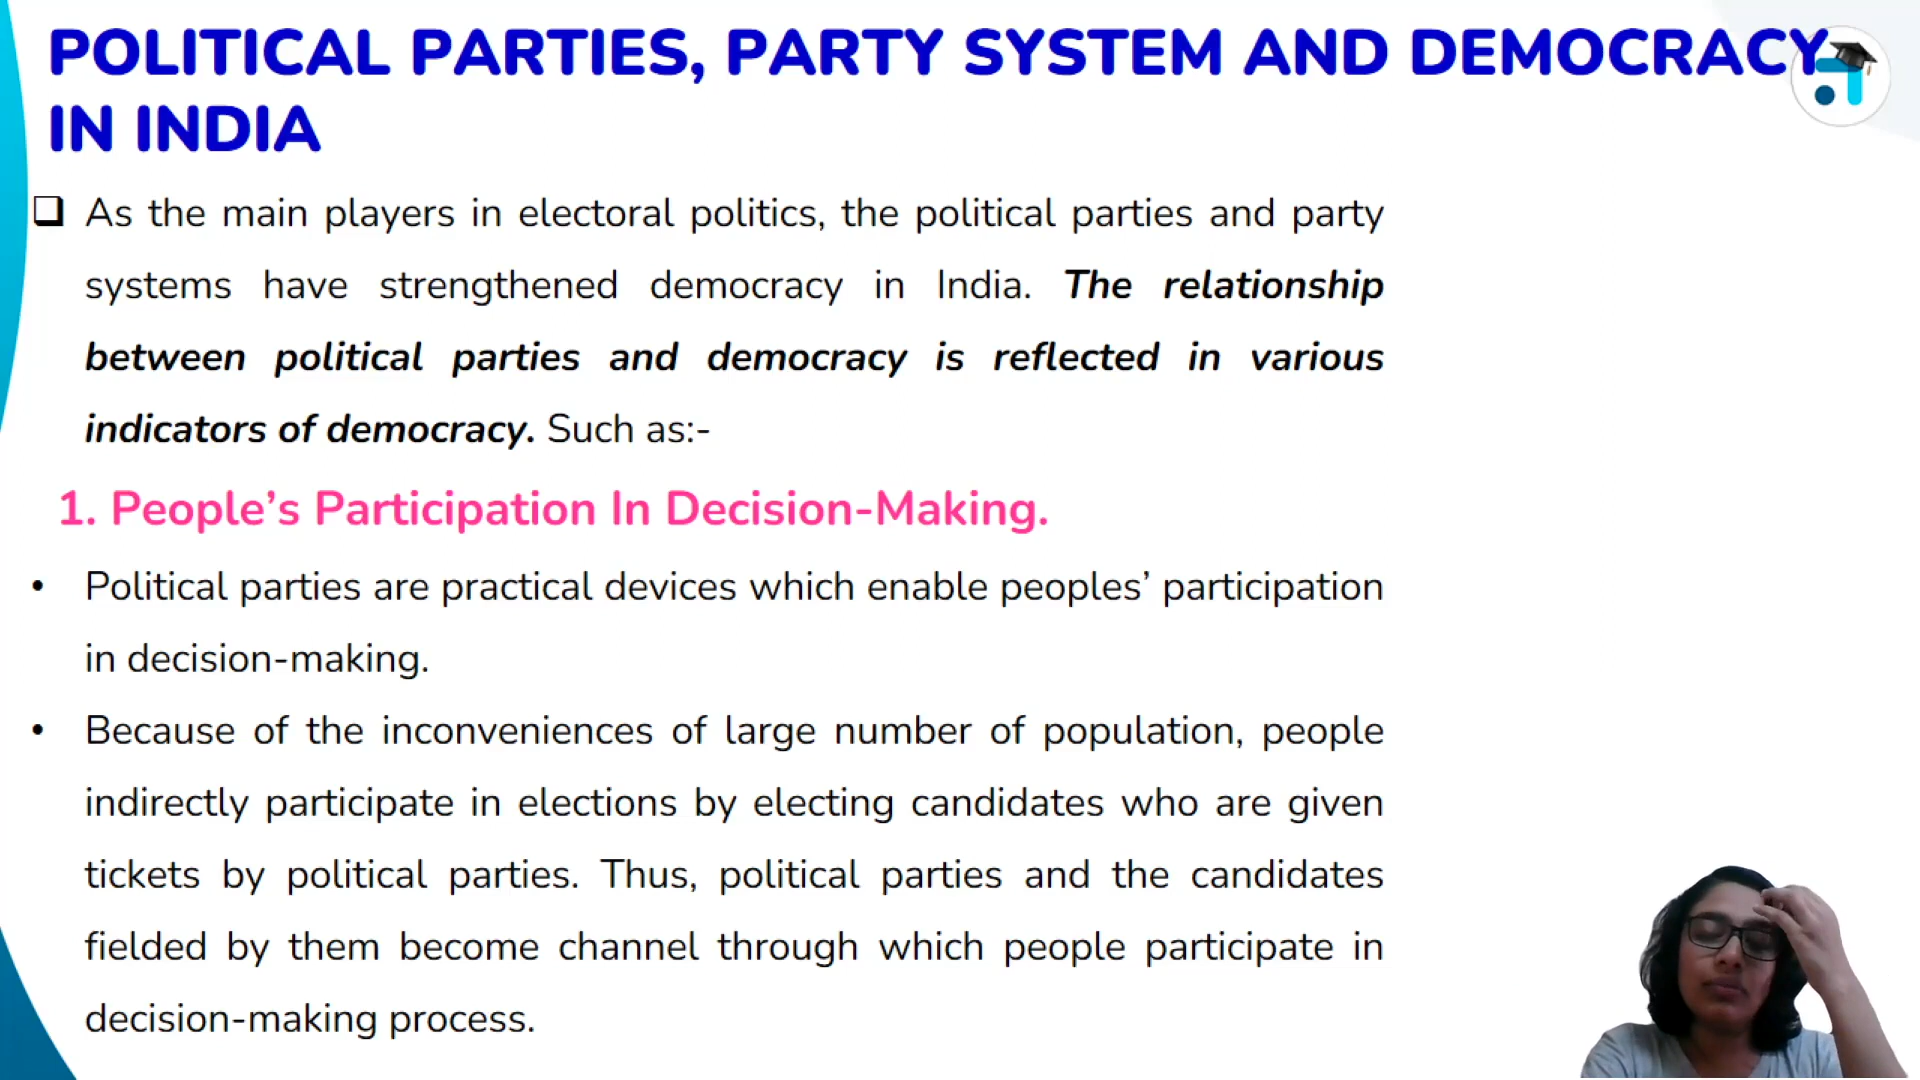 POLITICAL PARTIES, PARTY SYSTEM AND DEMOCRACY
IN INDIA
❑ As the main players in electoral politics, the political parties and party
systems have strengthened democracy in India. The relationship
between political parties and democracy is reflected in various
indicators of democracy. Such as:-
1. People’s Participation In Decision-Making.
• Political parties are practical devices which enable peoples’ participation
in decision-making.
• Because of the inconveniences of large number of population, people
indirectly participate in elections by electing candidates who are given
tickets by political parties. Thus, political parties and the candidates
fielded by them become channel through which people participate in
decision-making process.